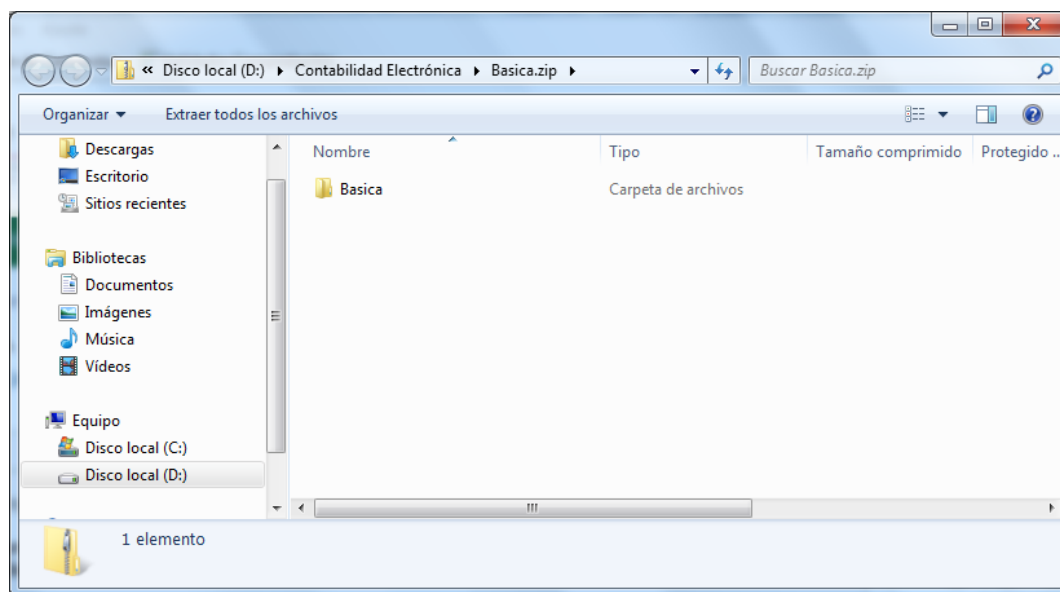 « Disco local (D:) ▸ Contabilidad Electrónica ▸ Basica.zip ▸
Buscar Basica.zip
Organizar ▾ Extraer todos los archivos
Descargas
Escritorio
Sitios recientes
Bibliotecas
Documentos
Imágenes
Música
Vídeos
Equipo
Disco local (C:)
Disco local (D:)
Nombre Tipo Tamaño comprimido Protegido ...
Basica Carpeta de archivos
1 elemento